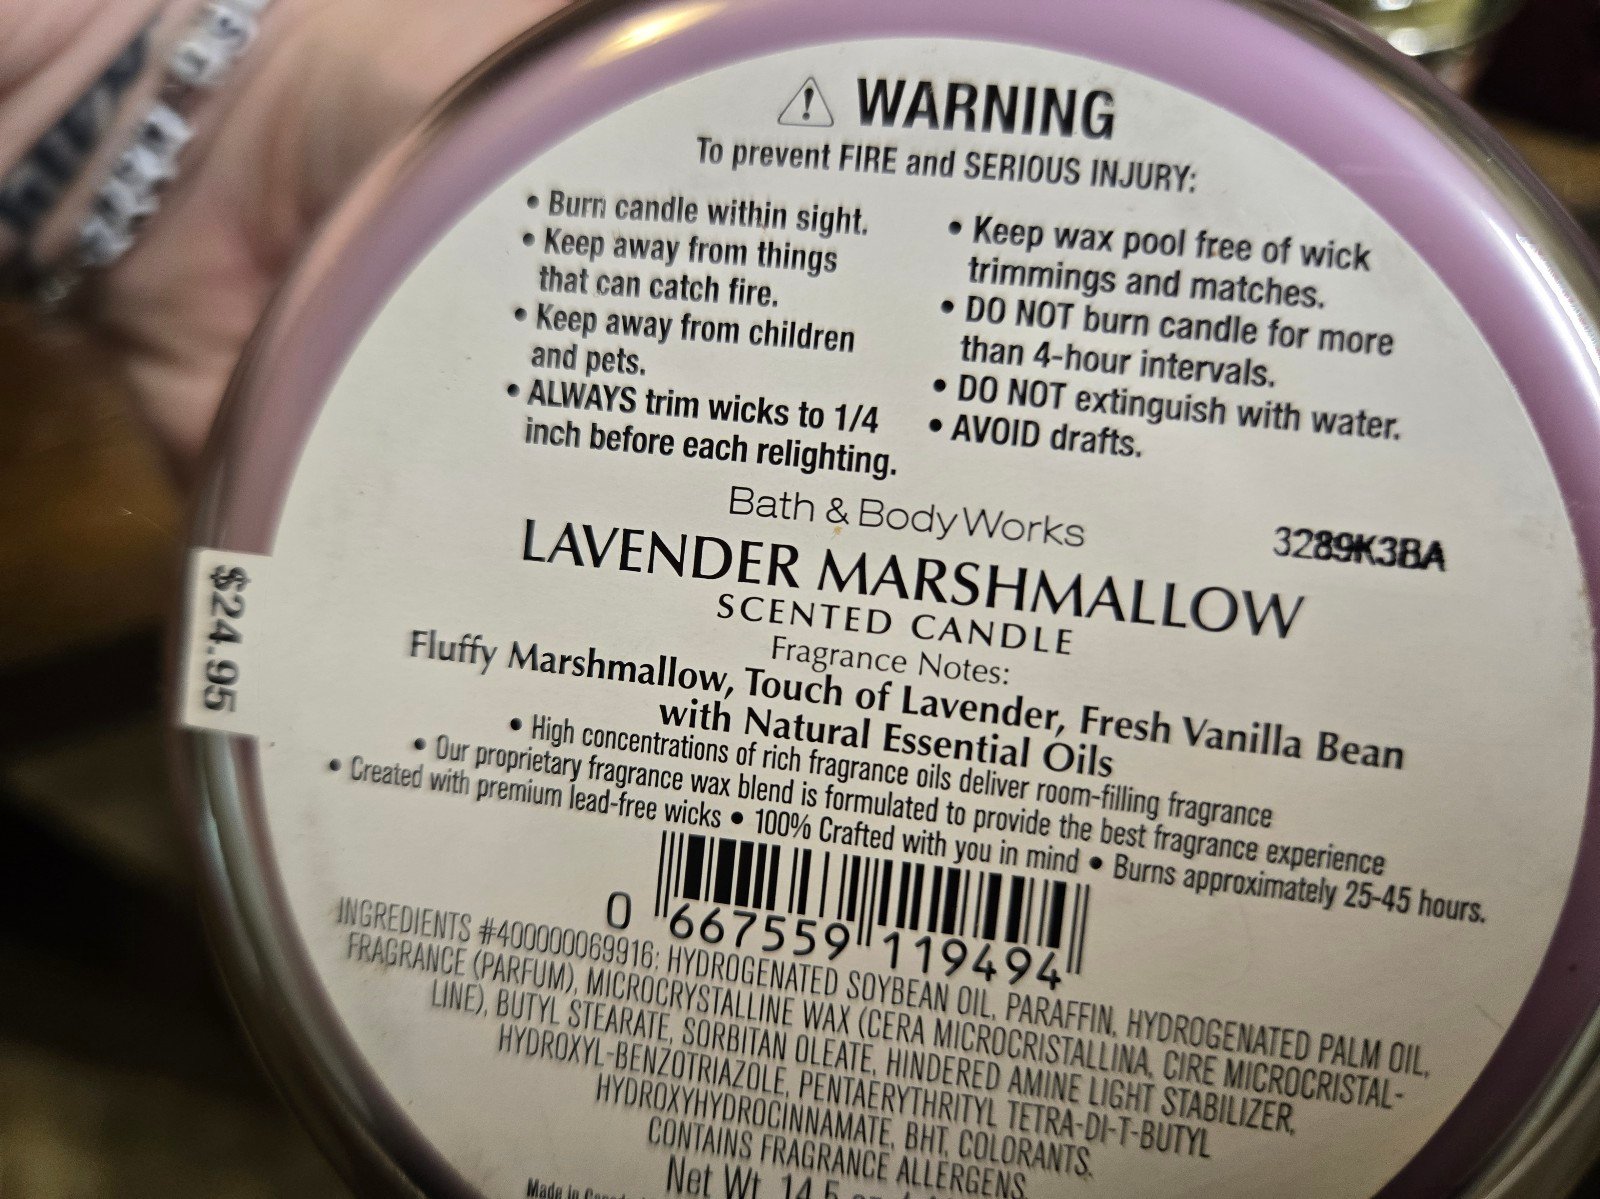 WARNING
To prevent FIRE and SERIOUS INJURY:
• Burn candle within sight.
• Keep away from things
that can catch fire.
• Keep away from children
and pets.
• ALWAYS trim wicks to 1/4
inch before each relighting.
• Keep wax pool free of wick
trimmings and matches.
• DO NOT burn candle for more
than 4-hour intervals.
• DO NOT extinguish with water.
• AVOID drafts.
Bath & Body Works
3289K3BA
LAVENDER MARSHMALLOW
SCENTED CANDLE
Fragrance Notes:
Fluffy Marshmallow, Touch of Lavender, Fresh Vanilla Bean
with Natural Essential Oils
• High concentrations of rich fragrance oils deliver room-filling fragrance
• Our proprietary fragrance wax blend is formulated to provide the best fragrance experience
• Created with premium lead-free wicks • 100% Crafted with you in mind • Burns approximately 25-45 hours.
0 667559 119494
INGREDIENTS #400000069916: HYDROGENATED SOYBEAN OIL, PARAFFIN, HYDROGENATED PALM OIL,
FRAGRANCE (PARFUM), MICROCRYSTALLINE WAX (CERA MICROCRISTALLINA, CIRE MICROCRISTAL-
LINE), BUTYL STEARATE, SORBITAN OLEATE, HINDERED AMINE LIGHT STABILIZER,
HYDROXYL-BENZOTRIAZOLE, PENTAERYTHRITYL TETRA-DI-T-BUTYL
HYDROXYHYDROCINNAMATE, BHT, COLORANTS.
CONTAINS FRAGRANCE ALLERGENS.
Net Wt 14.5 oz
Made in
$24.95